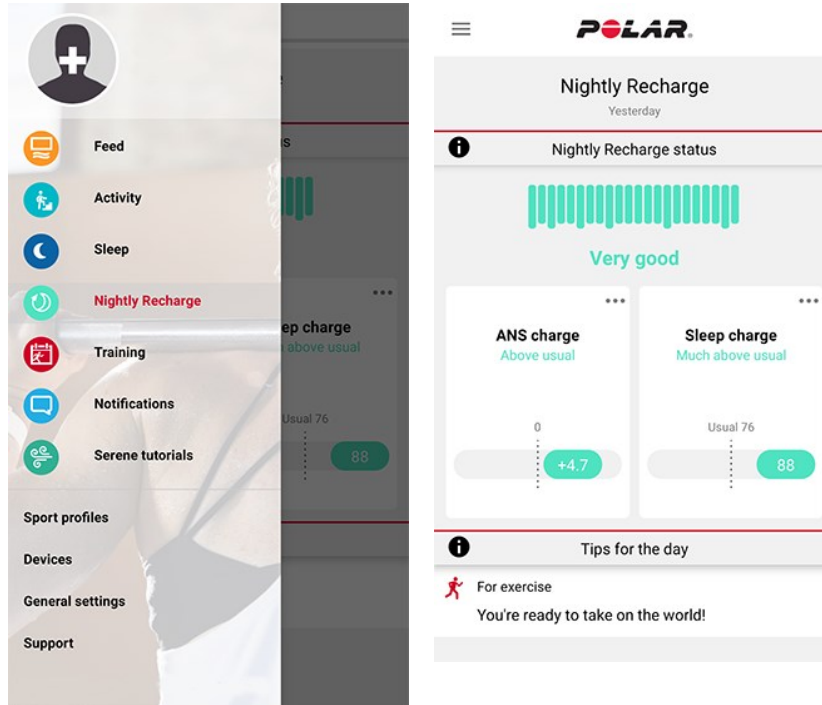 Feed
Activity
Sleep
Nightly Recharge
Training
Notifications
Serene tutorials
Sport profiles
Devices
General settings
Support
s
ep charge
above usual
Usual 76
88
POLAR.
Nightly Recharge
Yesterday
Nightly Recharge status
Very good
ANS charge
Above usual
0
+4.7
Sleep charge
Much above usual
Usual 76
88
Tips for the day
For exercise
You're ready to take on the world!